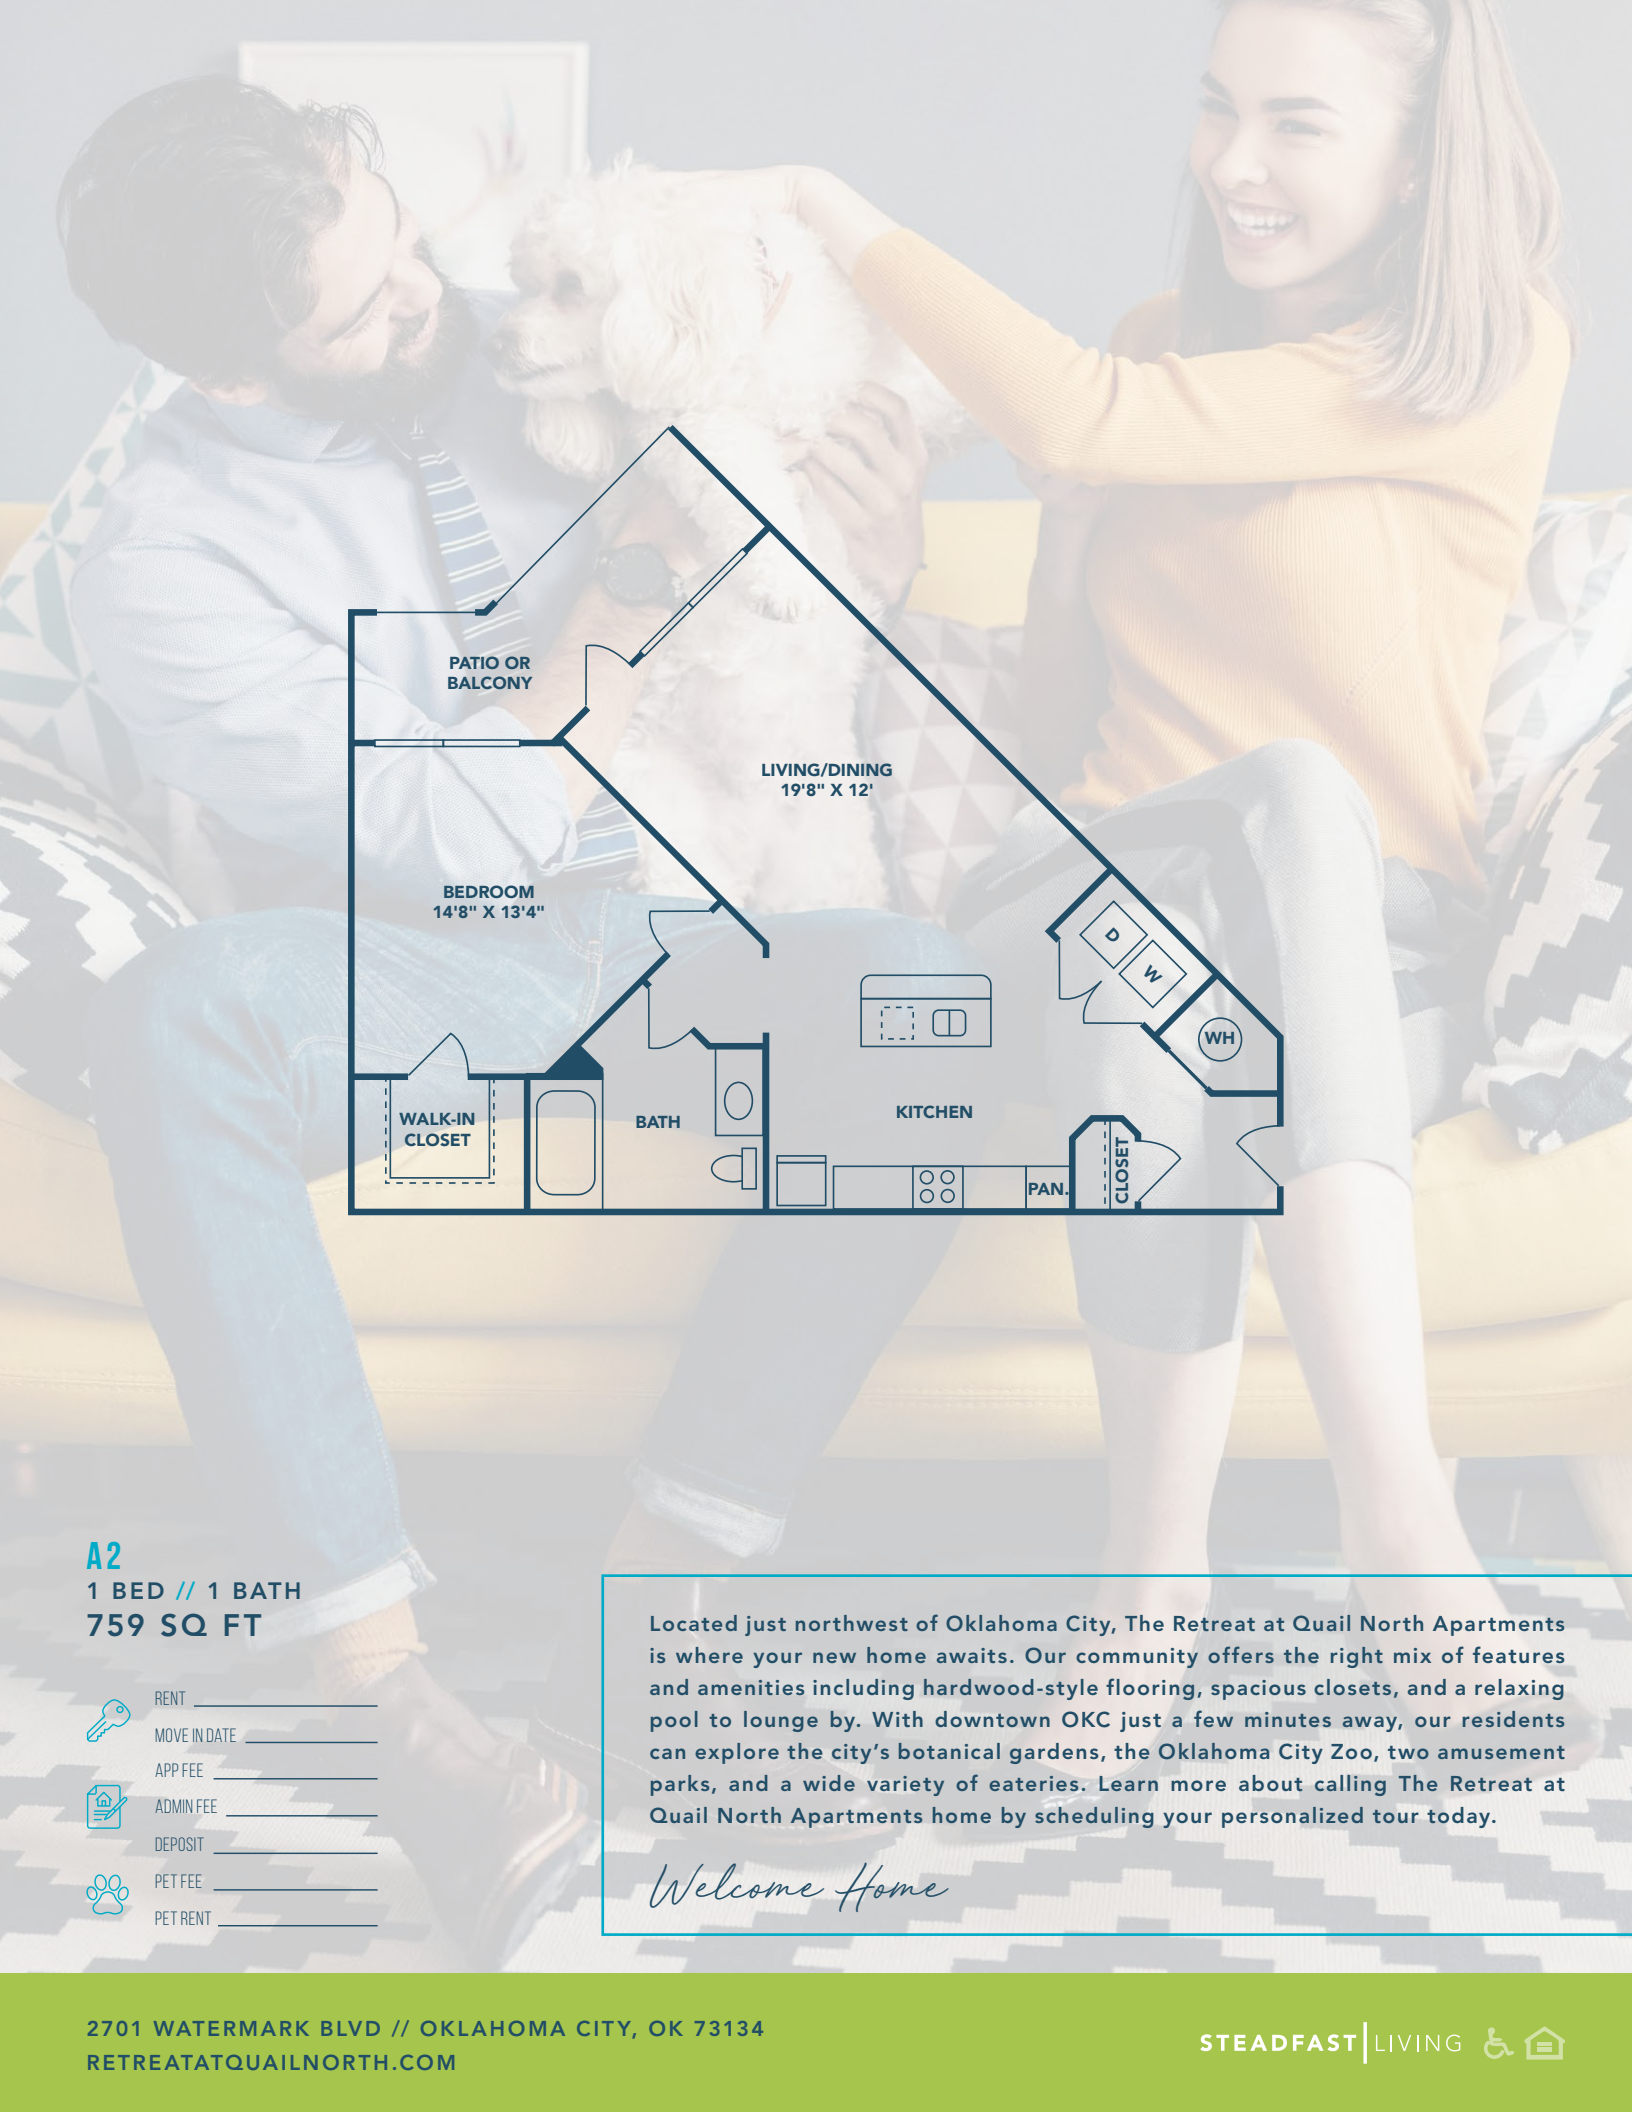 PATIO OR
BALCONY
LIVING/DINING
19'8" X 12'
BEDROOM
14'8" X 13'4"
D
W
WH
WALK-IN
CLOSET
BATH
KITCHEN
PAN.
CLOSET
A2
1 BED // 1 BATH
759 SQ FT
RENT
MOVE IN DATE
APP FEE
ADMIN FEE
DEPOSIT
PET FEE
PET RENT
Located just northwest of Oklahoma City, The Retreat at Quail North Apartments
is where your new home awaits. Our community offers the right mix of features
and amenities including hardwood-style flooring, spacious closets, and a relaxing
pool to lounge by. With downtown OKC just a few minutes away, our residents
can explore the city’s botanical gardens, the Oklahoma City Zoo, two amusement
parks, and a wide variety of eateries. Learn more about calling The Retreat at
Quail North Apartments home by scheduling your personalized tour today.
Welcome Home
2701 WATERMARK BLVD // OKLAHOMA CITY, OK 73134
RETREATATQUAILNORTH.COM
STEADFAST LIVING